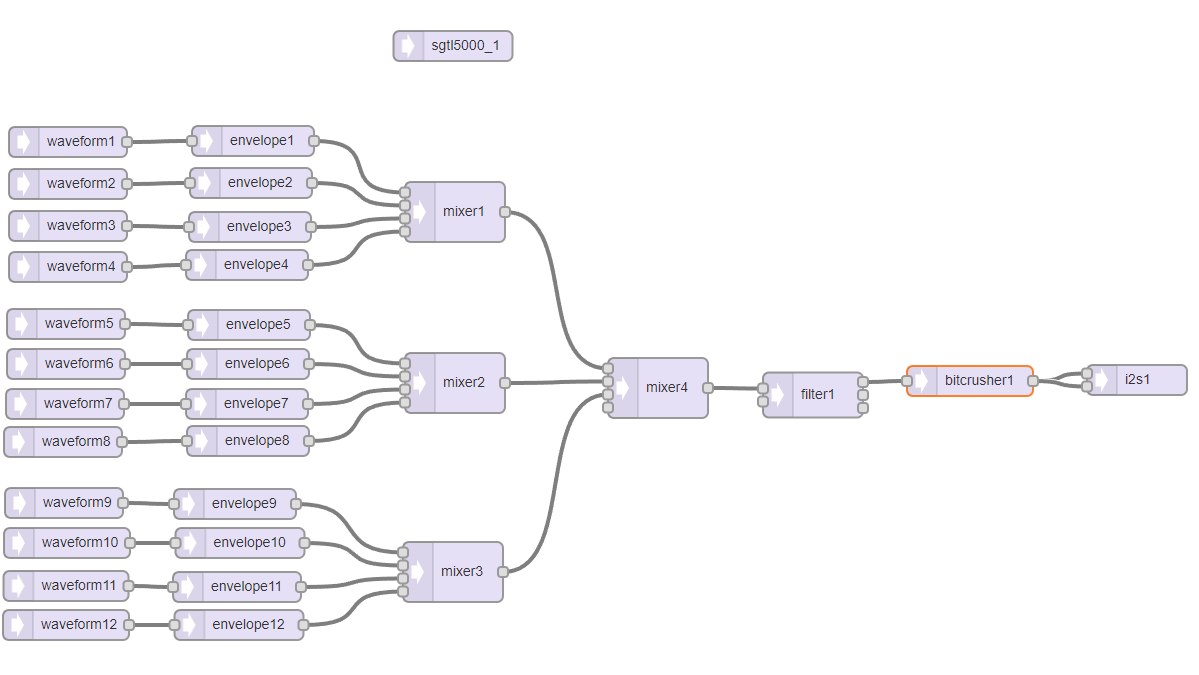 sgtl5000_1
waveform1
envelope1
waveform2
envelope2
waveform3
envelope3
waveform4
envelope4
mixer1
waveform5
envelope5
waveform6
envelope6
waveform7
envelope7
waveform8
envelope8
mixer2
waveform9
envelope9
waveform10
envelope10
waveform11
envelope11
waveform12
envelope12
mixer3
mixer4
filter1
bitcrusher1
i2s1